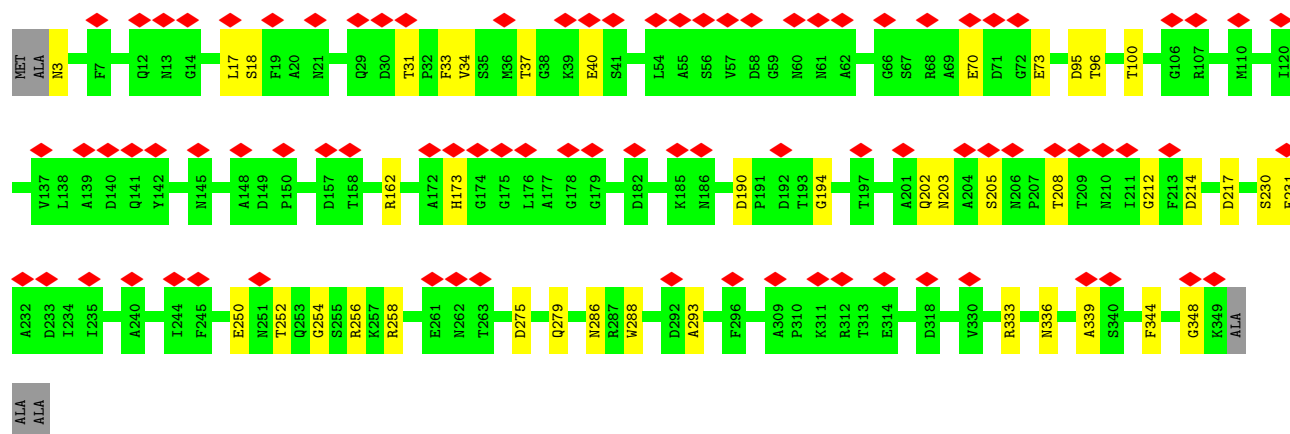 MET ALA N3 F7 Q12 N13 G14 L17 S18 F19 A20 N21 Q29 D30 T31 P32 F33 V34 S35 M36 T37 G38 K39 E40 S41 L54 A55 S56 V57 D58 G59 N60 N61 A62 G66 S67 R68 A69 E70 D71 G72 E73 D95 T96 T100 G106 R107 M110 I120
V137 L138 A139 D140 Q141 Y142 N145 A148 D149 P150 D157 T158 R162 A172 H173 G174 G175 L176 A177 G178 G179 D182 K185 N186 D190 P191 D192 T193 G194 T197 A201 Q202 N203 A204 S205 N206 P207 T208 T209 N210 I211 G212 F213 D214 D217 S230 E231
A232 D233 I234 I235 A240 I244 F245 E250 N251 T252 Q253 G254 S255 R256 K257 R258 E261 N262 T263 D275 Q279 N286 R287 W288 D292 A293 F296 A309 P310 K311 R312 T313 E314 D318 V330 R333 N336 A339 S340 F344 G348 K349 ALA
ALA ALA